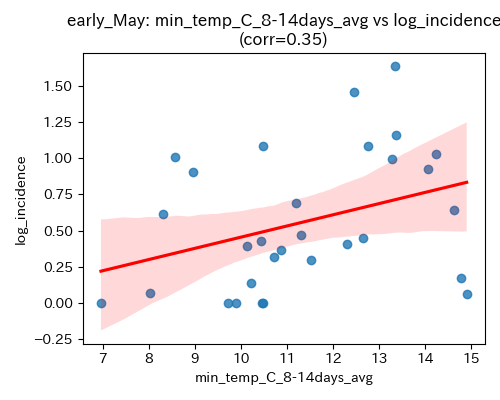 early_May: min_temp_C_8-14days_avg vs log_incidence
(corr=0.35)
1.50
1.25
1.00
0.75
0.50
0.25
0.00
−0.25
log_incidence
7 8 9 10 11 12 13 14 15
min_temp_C_8-14days_avg